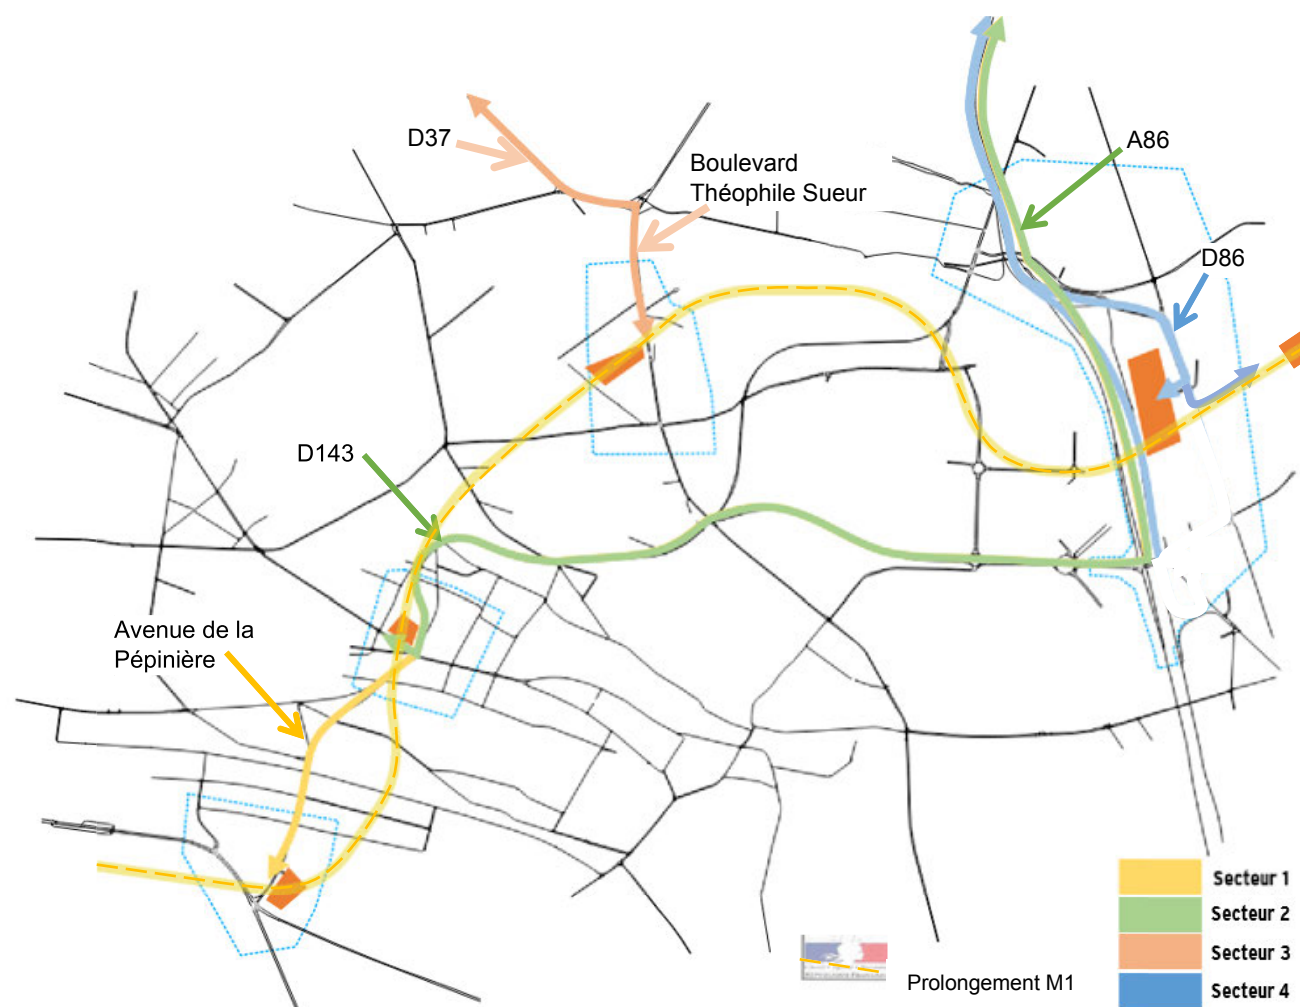 D37
Boulevard
Théophile Sueur
A86
D86
D143
Avenue de la
Pépinière
Secteur 1
Secteur 2
Secteur 3
Secteur 4
Prolongement M1